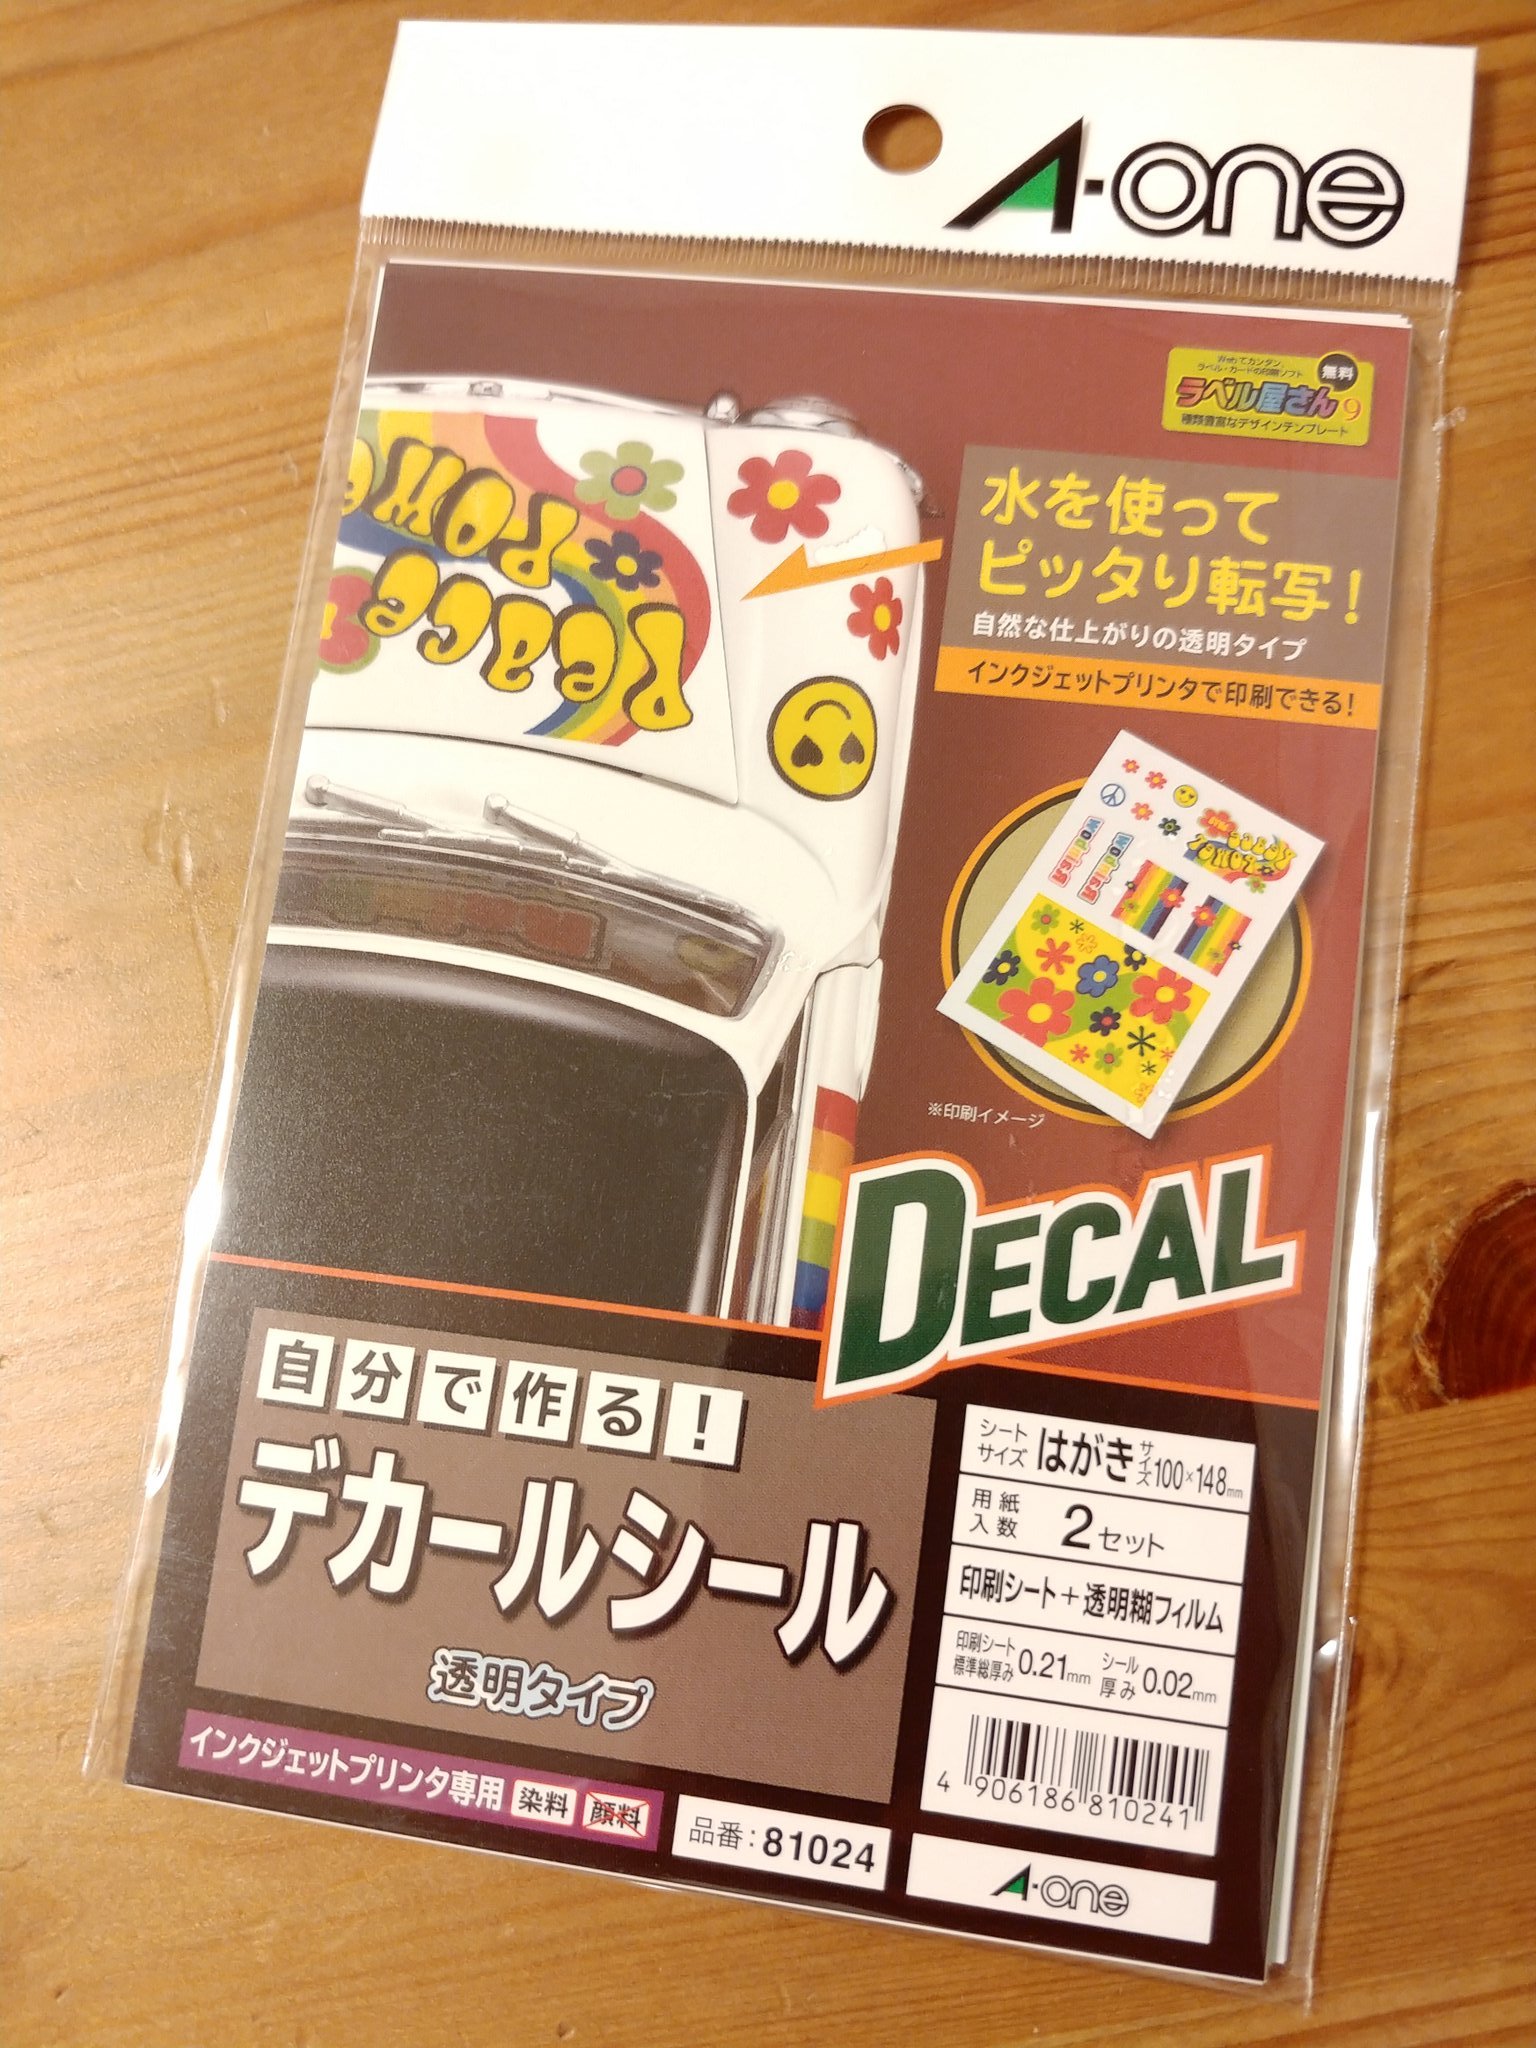 A-one
Webでカンタン。
ラベル・カードの印刷ソフト
無料
ラベル屋さん9
種類豊富なデザインテンプレート
水を使って
ピッタリ転写!
自然な仕上がりの透明タイプ
インクジェットプリンタで印刷できる!
Peace
Powe
※印刷イメージ
DECAL
自分で作る!
デカールシール
透明タイプ
インクジェットプリンタ専用 染料 顔料
品番:81024
シートサイズ はがきサイズ 100×148mm
用紙入数 2セット
印刷シート+透明糊フィルム
印刷シート標準総厚み 0.21mm シール厚み 0.02mm
4 906186 810241
A-one